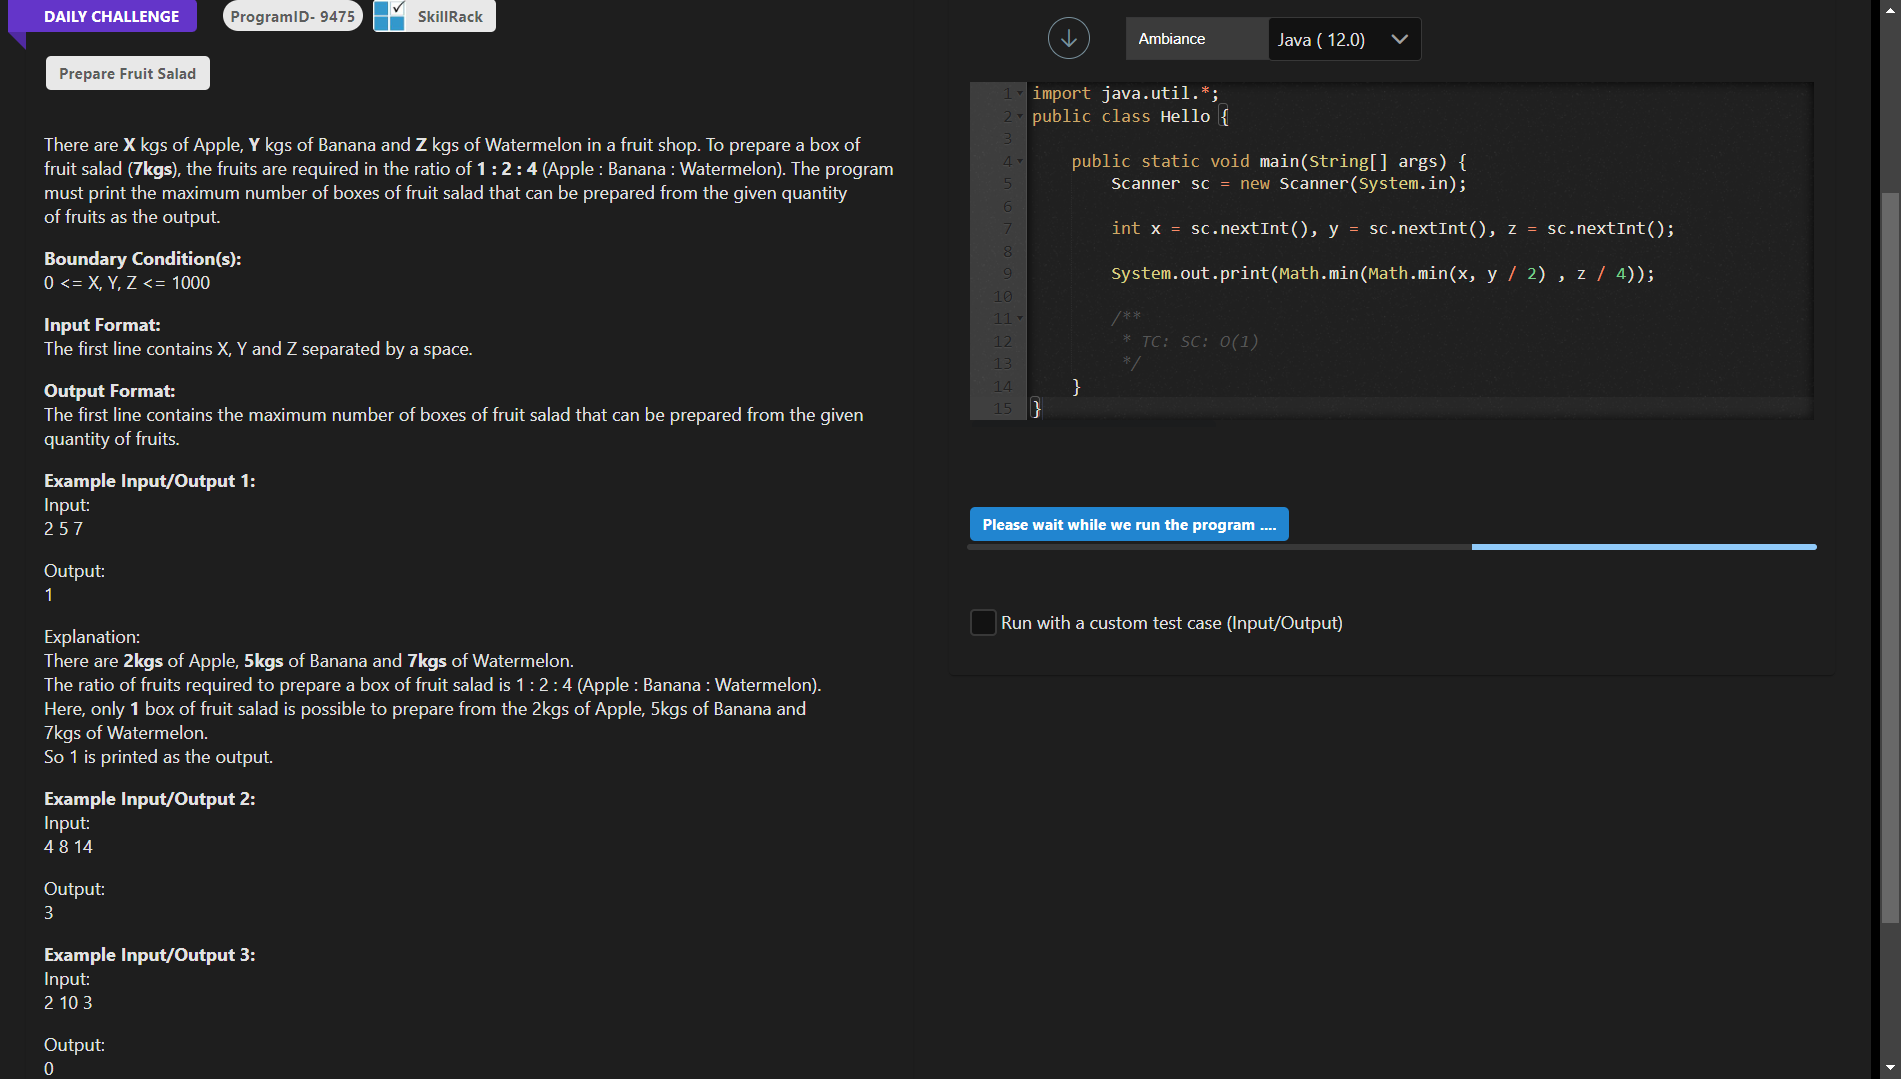 DAILY CHALLENGE
ProgramID- 9475
SkillRack
Prepare Fruit Salad
There are X kgs of Apple, Y kgs of Banana and Z kgs of Watermelon in a fruit shop. To prepare a box of
fruit salad (7kgs), the fruits are required in the ratio of 1 : 2 : 4 (Apple : Banana : Watermelon). The program
must print the maximum number of boxes of fruit salad that can be prepared from the given quantity
of fruits as the output.
Boundary Condition(s):
0 <= X, Y, Z <= 1000
Input Format:
The first line contains X, Y and Z separated by a space.
Output Format:
The first line contains the maximum number of boxes of fruit salad that can be prepared from the given
quantity of fruits.
Example Input/Output 1:
Input:
2 5 7
Output:
1
Explanation:
There are 2kgs of Apple, 5kgs of Banana and 7kgs of Watermelon.
The ratio of fruits required to prepare a box of fruit salad is 1 : 2 : 4 (Apple : Banana : Watermelon).
Here, only 1 box of fruit salad is possible to prepare from the 2kgs of Apple, 5kgs of Banana and
7kgs of Watermelon.
So 1 is printed as the output.
Example Input/Output 2:
Input:
4 8 14
Output:
3
Example Input/Output 3:
Input:
2 10 3
Output:
0
Ambiance
Java ( 12.0)
1 import java.util.*;
2 public class Hello {
3
4 public static void main(String[] args) {
5 Scanner sc = new Scanner(System.in);
6
7 int x = sc.nextInt(), y = sc.nextInt(), z = sc.nextInt();
8
9 System.out.print(Math.min(Math.min(x, y / 2) , z / 4));
10
11 /**
12 * TC: SC: O(1)
13 */
14 }
15 }
Please wait while we run the program ....
Run with a custom test case (Input/Output)